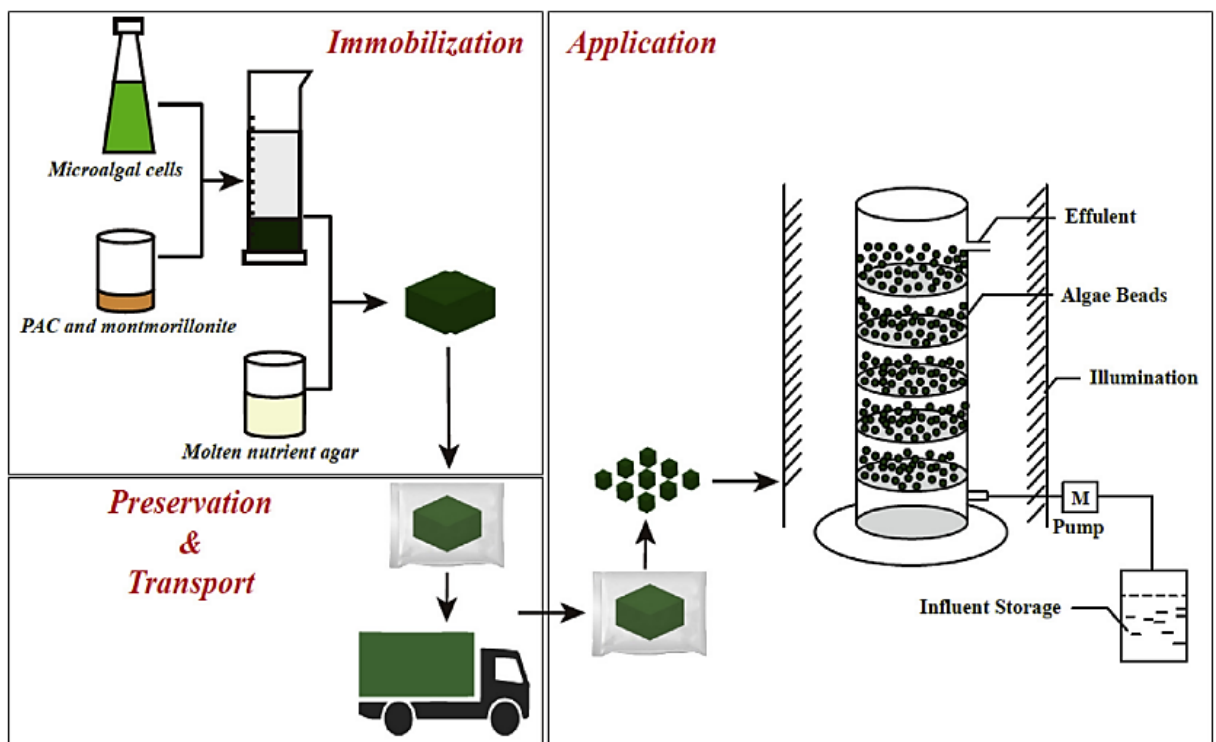 Immobilization
Microalgal cells
PAC and montmorillonite
Molten nutrient agar
Preservation
&
Transport
Application
Effulent
Algae Beads
Illumination
M
Pump
Influent Storage